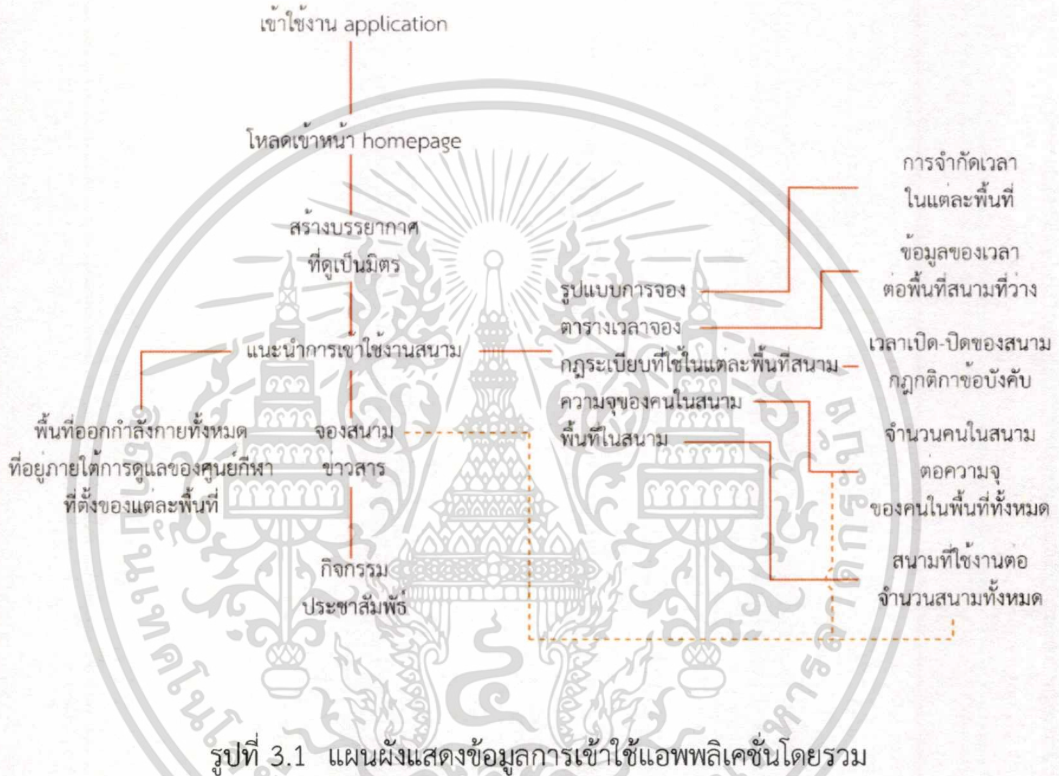 เข้าใช้งาน application
โหลดเข้าหน้า homepage
สร้างบรรยากาศ
ที่ดูเป็นมิตร
แนะนำการเข้าใช้งานสนาม
พื้นที่ออกกำลังกายทั้งหมด
ที่อยู่ภายใต้การดูแลของศูนย์กีฬา
ที่ตั้งของแต่ละพื้นที่
จองสนาม
ข่าวสาร
กิจกรรม
ประชาสัมพัธ์
รูปแบบการจอง
ตารางเวลาจอง
กฎระเบียบที่ใช้ในแต่ละพื้นที่สนาม
ความจุของคนในสนาม
พื้นที่ในสนาม
การจำกัดเวลา
ในแต่ละพื้นที่
ข้อมูลของเวลา
ต่อพื้นที่สนามที่ว่าง
เวลาเปิด-ปิดของสนาม
กฎกติกาข้อบังคับ
จำนวนคนในสนาม
ต่อความจุ
ของคนในพื้นที่ทั้งหมด
สนามที่ใช้งานต่อ
จำนวนสนามทั้งหมด
รูปที่ 3.1 แผนผังแสดงข้อมูลการเข้าใช้แอพพลิเคชั่นโดยรวม